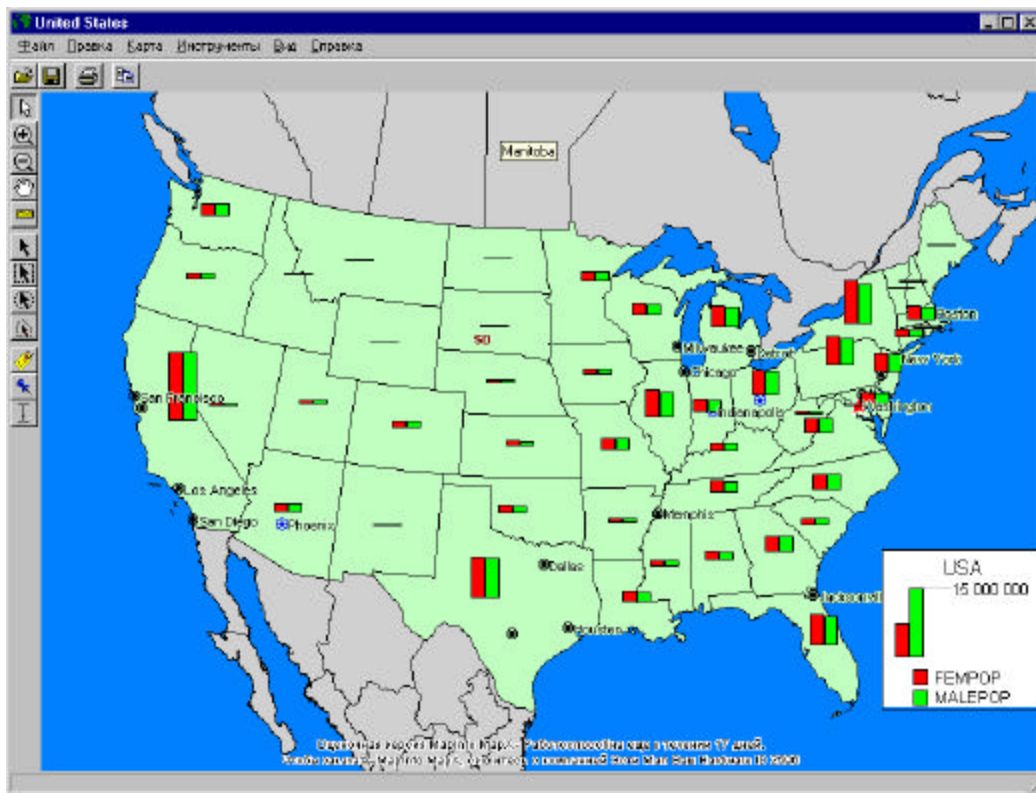 United States
Файл Правка Карта Инструменты Вид Справка
Manitoba
SD
Milwaukee
Detroit
Boston
New York
Chicago
San Francisco
Indianapolis
Washington
Los Angeles
San Diego
Phoenix
Memphis
Dallas
Houston
USA
15 000 000
FEMPOP
MALEPOP